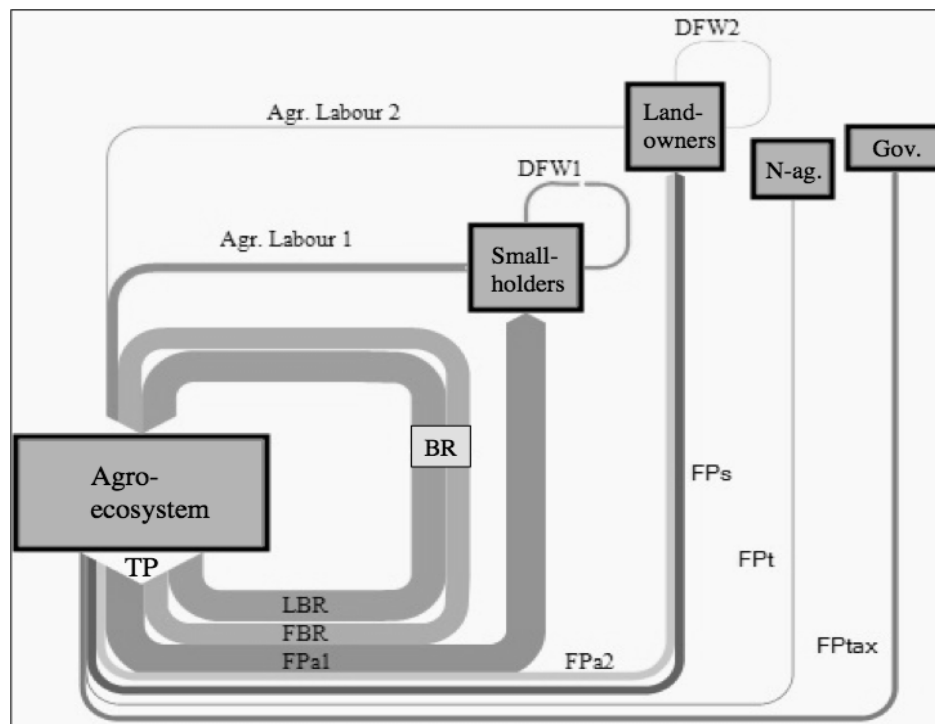 DFW2
Agr. Labour 2
Land-
owners
Gov.
N-ag.
DFW1
Agr. Labour 1
Small-
holders
BR
Agro-
ecosystem
FPs
TP
FPt
LBR
FBR
FPa1
FPa2
FPtax